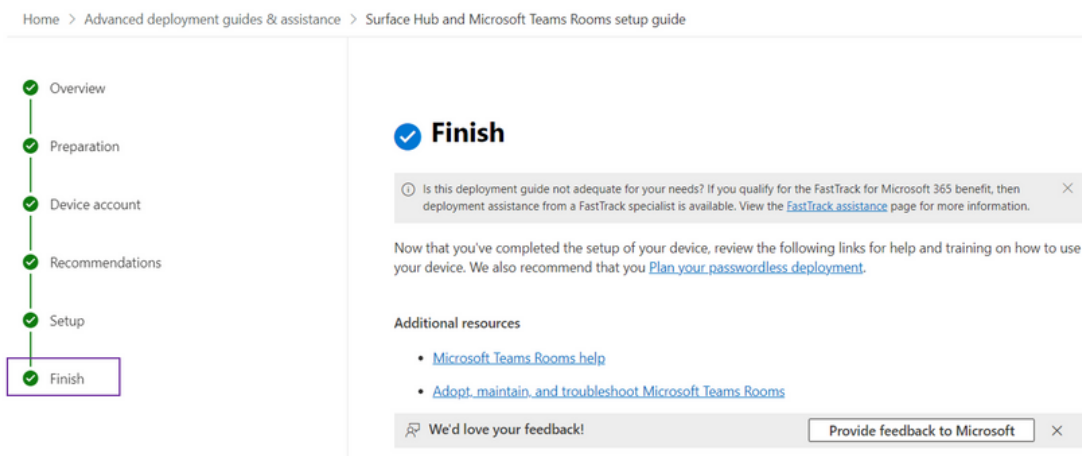 Home > Advanced deployment guides & assistance > Surface Hub and Microsoft Teams Rooms setup guide
Overview
Preparation
Device account
Recommendations
Setup
Finish
Finish
Is this deployment guide not adequate for your needs? If you qualify for the FastTrack for Microsoft 365 benefit, then
deployment assistance from a FastTrack specialist is available. View the FastTrack assistance page for more information.
Now that you've completed the setup of your device, review the following links for help and training on how to use
your device. We also recommend that you Plan your passwordless deployment.
Additional resources
• Microsoft Teams Rooms help
• Adopt, maintain, and troubleshoot Microsoft Teams Rooms
We'd love your feedback!
Provide feedback to Microsoft